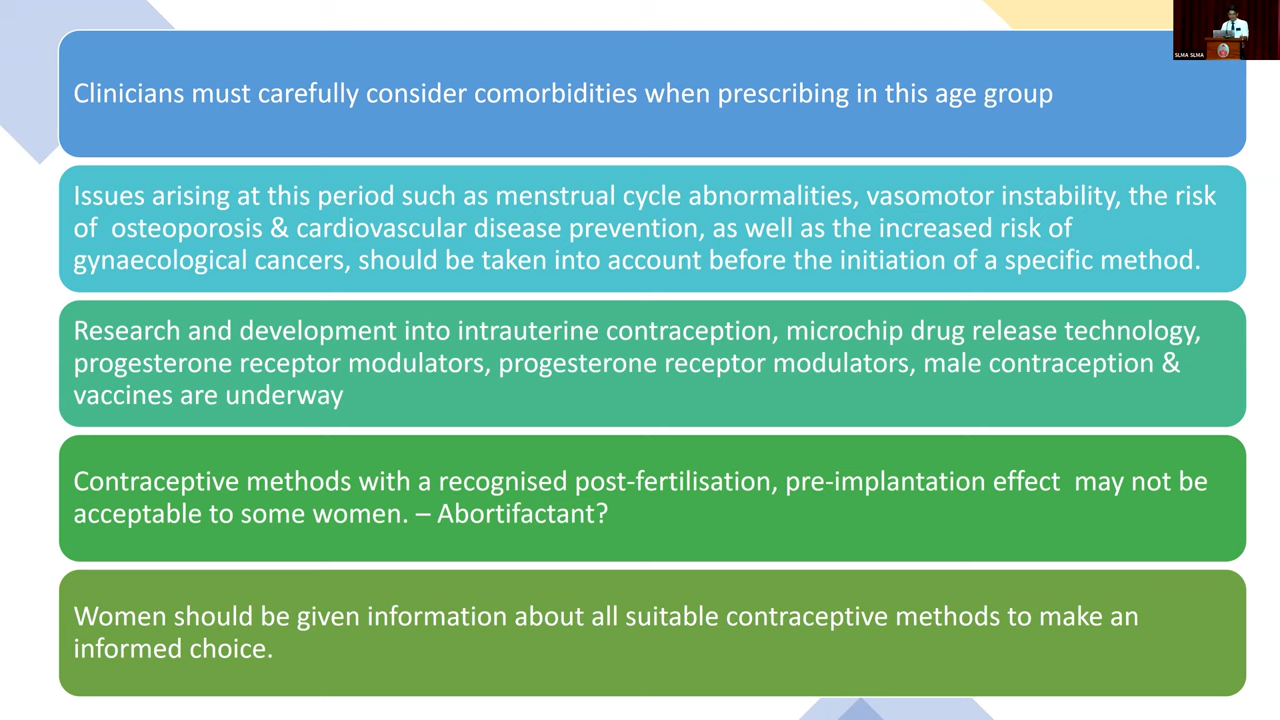 SLMA SLMA
Clinicians must carefully consider comorbidities when prescribing in this age group
Issues arising at this period such as menstrual cycle abnormalities, vasomotor instability, the risk
of  osteoporosis & cardiovascular disease prevention, as well as the increased risk of
gynaecological cancers, should be taken into account before the initiation of a specific method.
Research and development into intrauterine contraception, microchip drug release technology,
progesterone receptor modulators, progesterone receptor modulators, male contraception &
vaccines are underway
Contraceptive methods with a recognised post-fertilisation, pre-implantation effect  may not be
acceptable to some women. – Abortifactant?
Women should be given information about all suitable contraceptive methods to make an
informed choice.